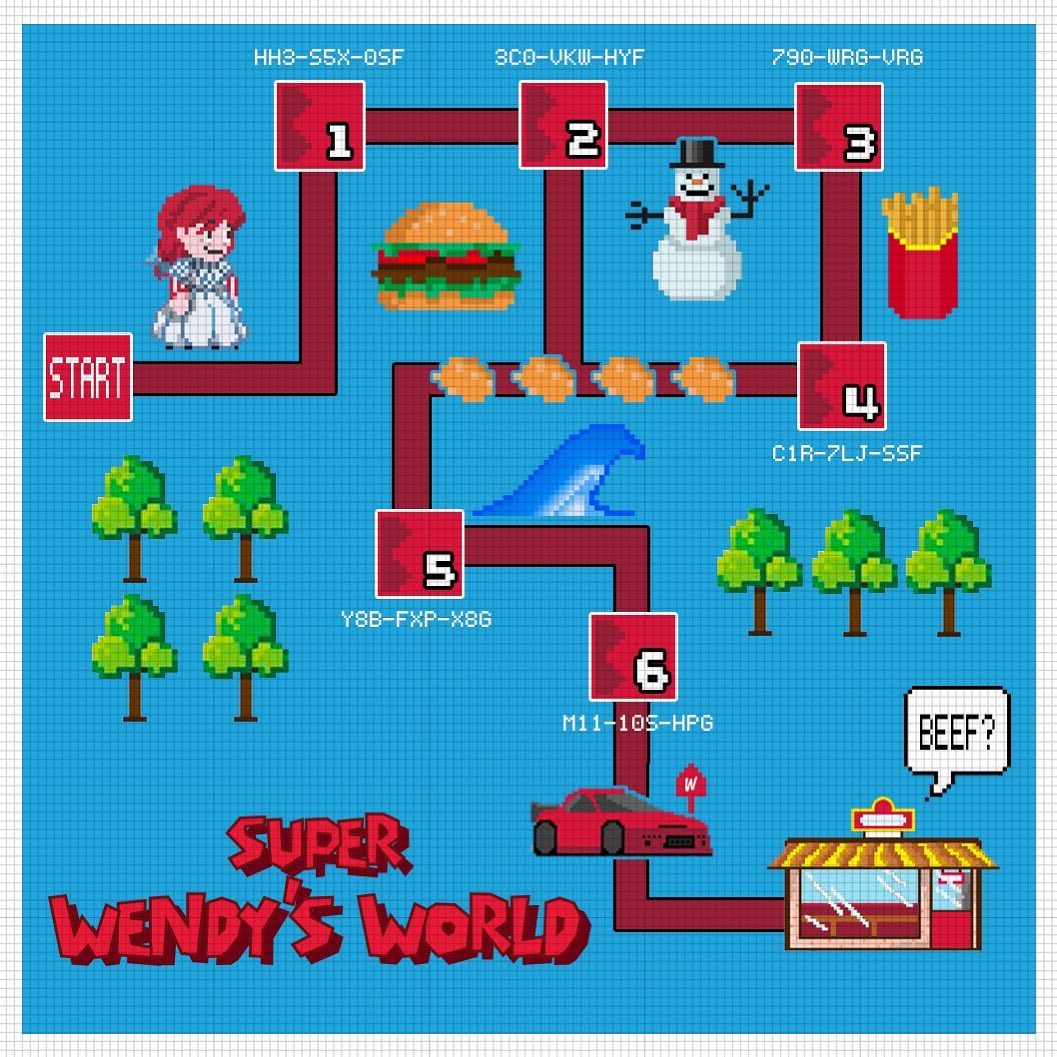 HH3-S5X-0SF
3C0-VKW-HYF
790-WRG-VRG
1
2
3
START
4
C1R-7LJ-SSF
5
Y8B-FXP-X8G
6
M11-10S-HPG
BEEF?
W
SUPER
WENDY'S WORLD